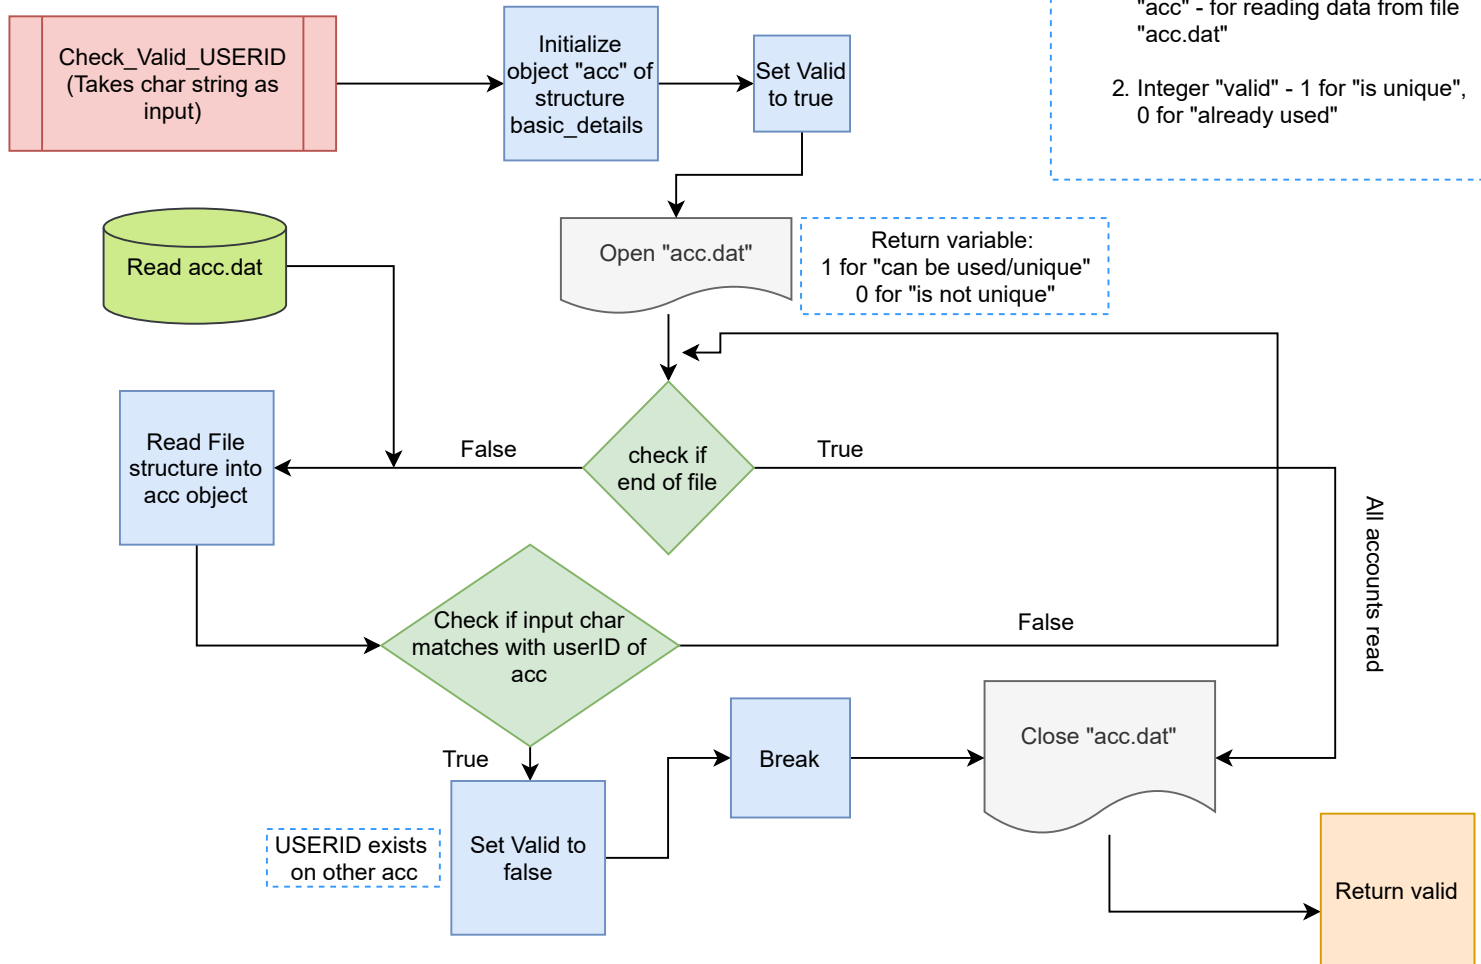 "acc" - for reading data from file
"acc.dat"
2. Integer "valid" - 1 for "is unique",
0 for "already used"
Check_Valid_USERID
(Takes char string as
input)
Initialize
object "acc" of
structure
basic_details
Set Valid
to true
Read acc.dat
Open "acc.dat"
Return variable:
1 for "can be used/unique"
0 for "is not unique"
Read File
structure into
acc object
False
check if
end of file
True
All accounts read
Check if input char
matches with userID of
acc
False
True
USERID exists
on other acc
Set Valid to
false
Break
Close "acc.dat"
Return valid